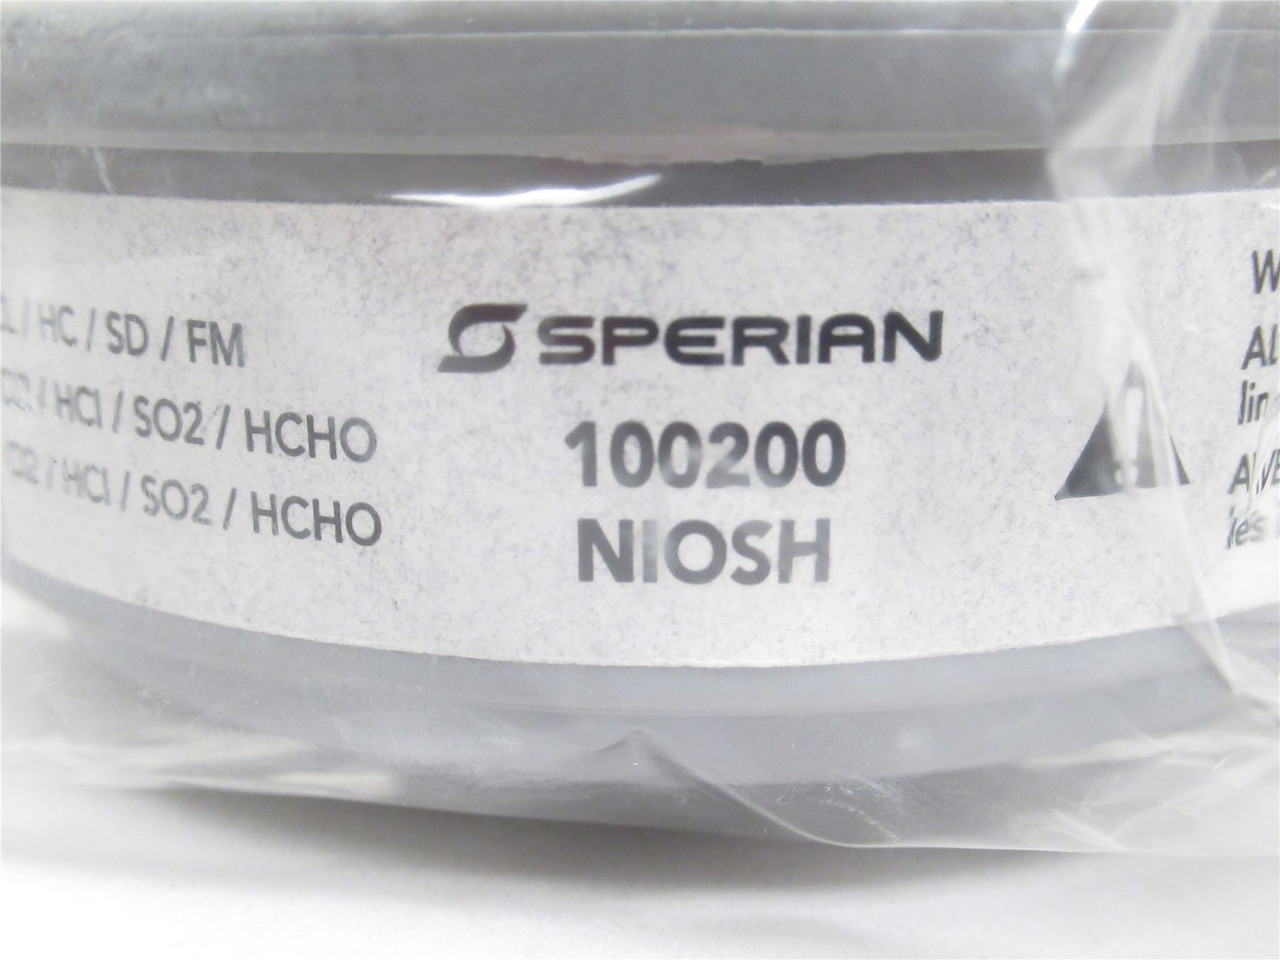 / HC / SD / FM
/ HCl / SO2 / HCHO
/ HCl / SO2 / HCHO
SPERIAN
100200
NIOSH